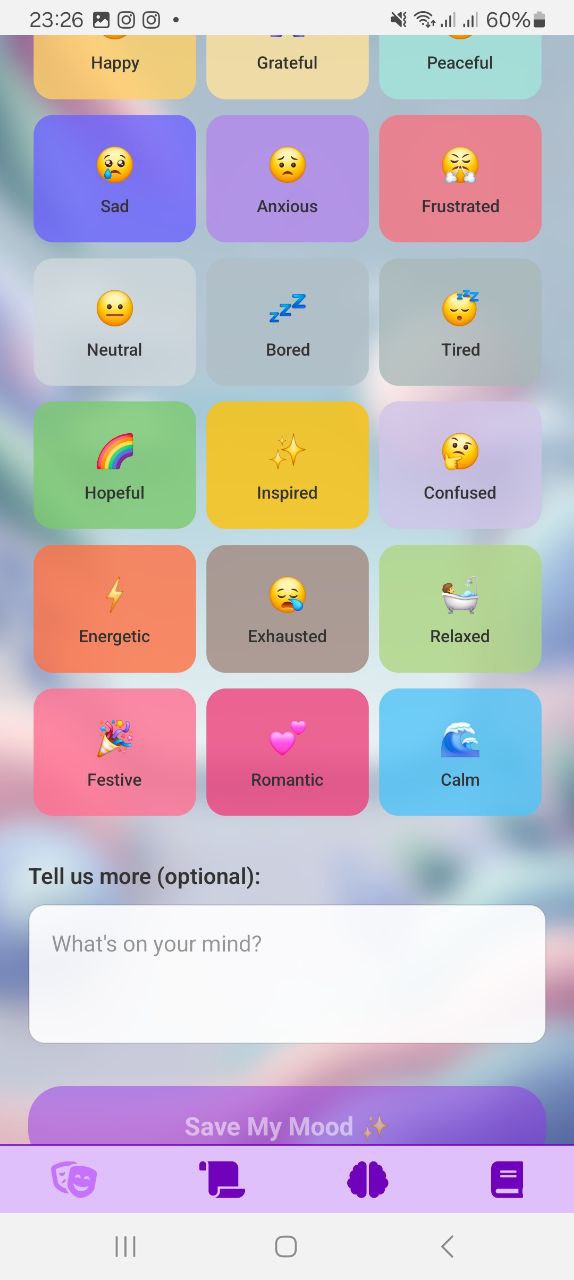 23:26 60%
Happy Grateful Peaceful
Sad Anxious Frustrated
Neutral Bored Tired
Hopeful Inspired Confused
Energetic Exhausted Relaxed
Festive Romantic Calm
Tell us more (optional):
What's on your mind?
Save My Mood ✨